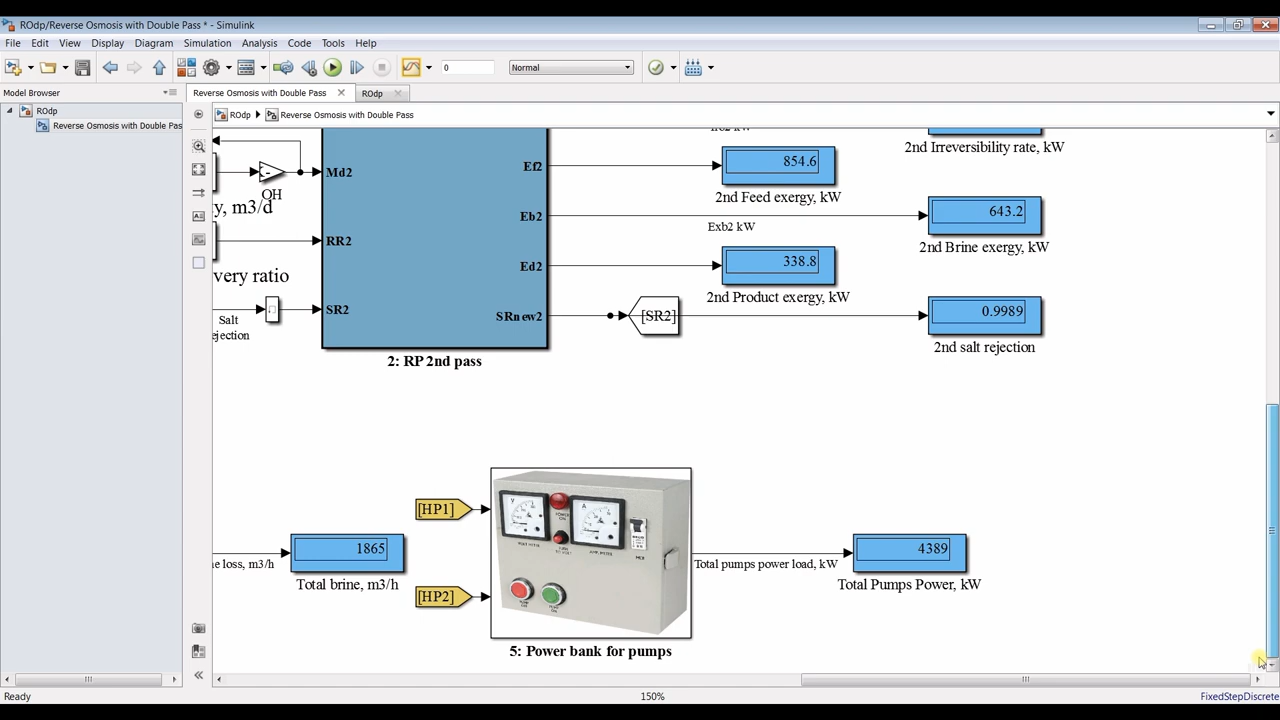 ROdp/Reverse Osmosis with Double Pass * - Simulink
File Edit View Display Diagram Simulation Analysis Code Tools Help
0 Normal
Model Browser
Reverse Osmosis with Double Pass ROdp
ROdp
Reverse Osmosis with Double Pas
ROdp Reverse Osmosis with Double Pass
2nd Irreversibility rate, kW
Md2
QH
y, m3/d
Ef2
854.6
2nd Feed exergy, kW
RR2
very ratio
Eb2
Exb2 kW
643.2
2nd Brine exergy, kW
Ed2
338.8
2nd Product exergy, kW
Salt
ejection
SR2
SRnew2
[SR2]
0.9989
2nd salt rejection
2: RP 2nd pass
[HP1]
[HP2]
e loss, m3/h
1865
Total brine, m3/h
V
A
Total pumps power load, kW
4389
Total Pumps Power, kW
5: Power bank for pumps
Ready
150%
FixedStepDiscrete